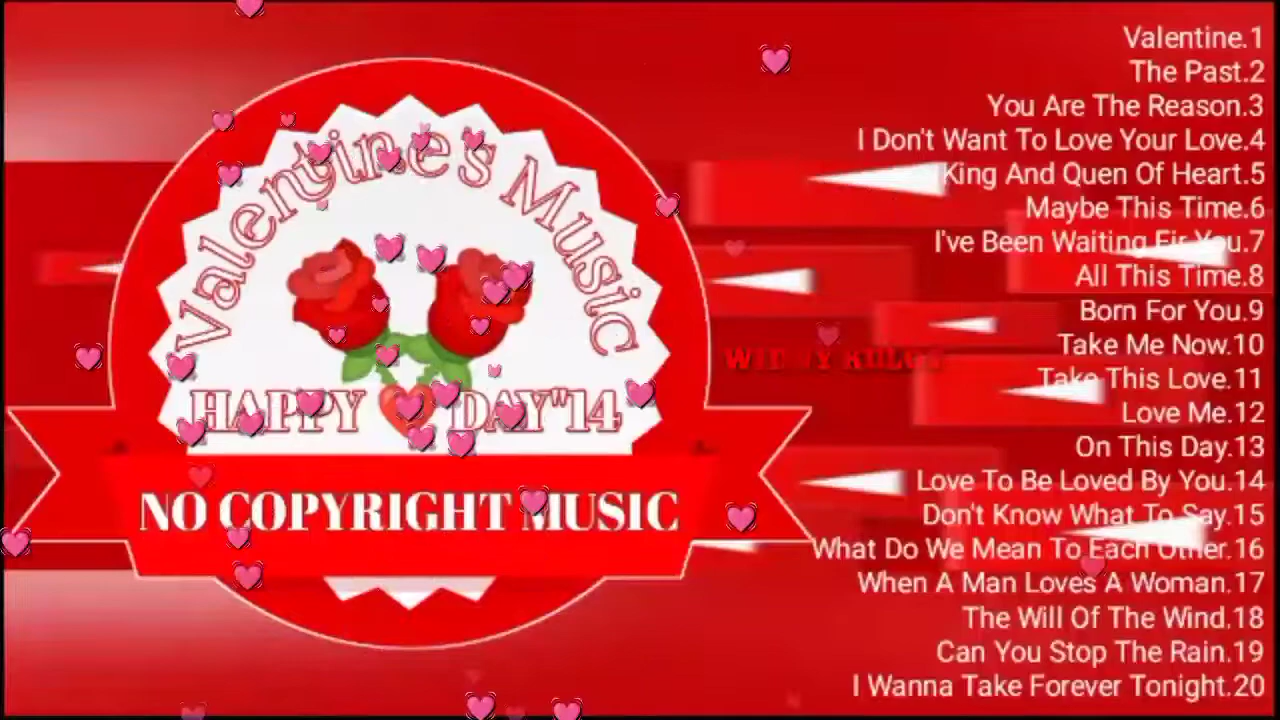 Valentine's Music
HAPPY DAY"14
NO COPYRIGHT MUSIC
Valentine.1
The Past.2
You Are The Reason.3
I Don't Want To Love Your Love.4
King And Quen Of Heart.5
Maybe This Time.6
I've Been Waiting Fir You.7
All This Time.8
Born For You.9
Take Me Now.10
Take This Love.11
Love Me.12
On This Day.13
Love To Be Loved By You.14
Don't Know What To Say.15
What Do We Mean To Each Other.16
When A Man Loves A Woman.17
The Will Of The Wind.18
Can You Stop The Rain.19
I Wanna Take Forever Tonight.20